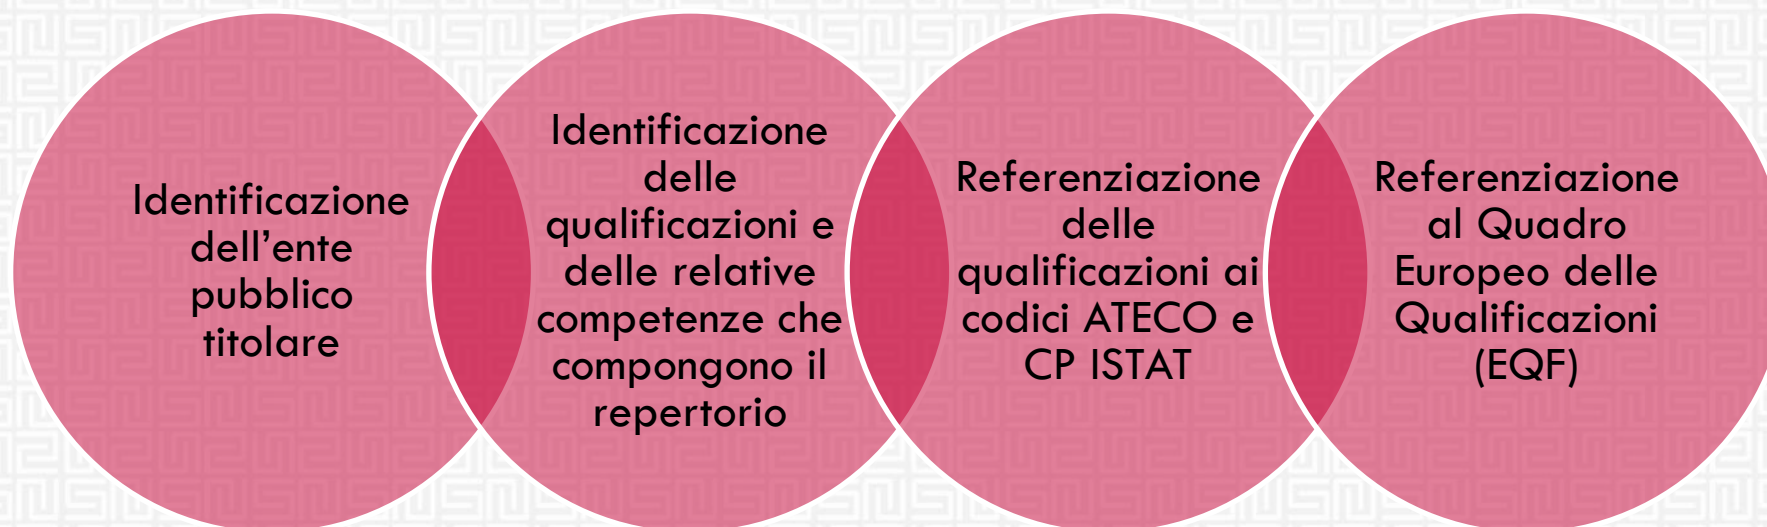 Identificazione
dell’ente
pubblico
titolare
Identificazione
delle
qualificazioni e
delle relative
competenze che
compongono il
repertorio
Referenziazione
delle
qualificazioni ai
codici ATECO e
CP ISTAT
Referenziazione
al Quadro
Europeo delle
Qualificazioni
(EQF)